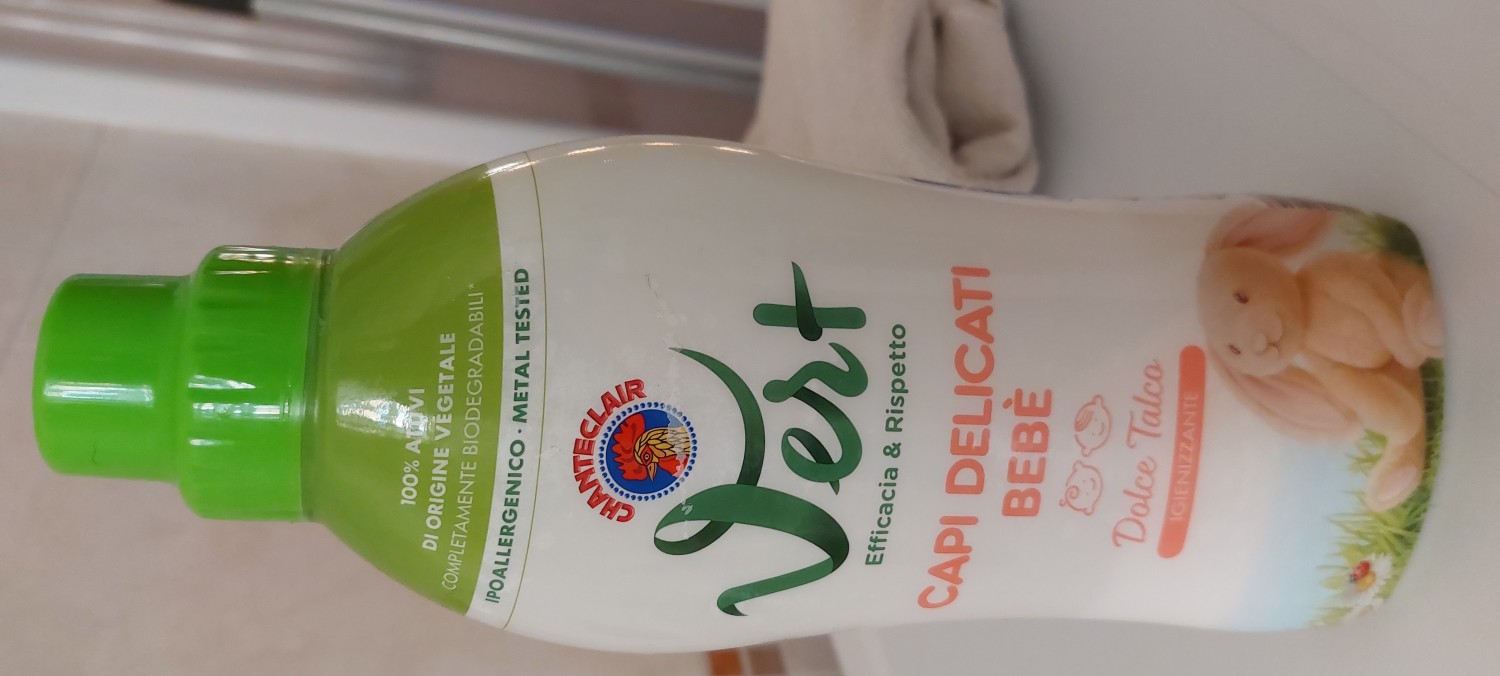 100% ATTIVI
DI ORIGINE VEGETALE
COMPLETAMENTE BIODEGRADABILI*
IPOALLERGENICO · METAL TESTED
CHANTECLAIR
Vert
Efficacia & Rispetto
CAPI DELICATI
BEBÈ
Dolce Talco
IGIENIZZANTE